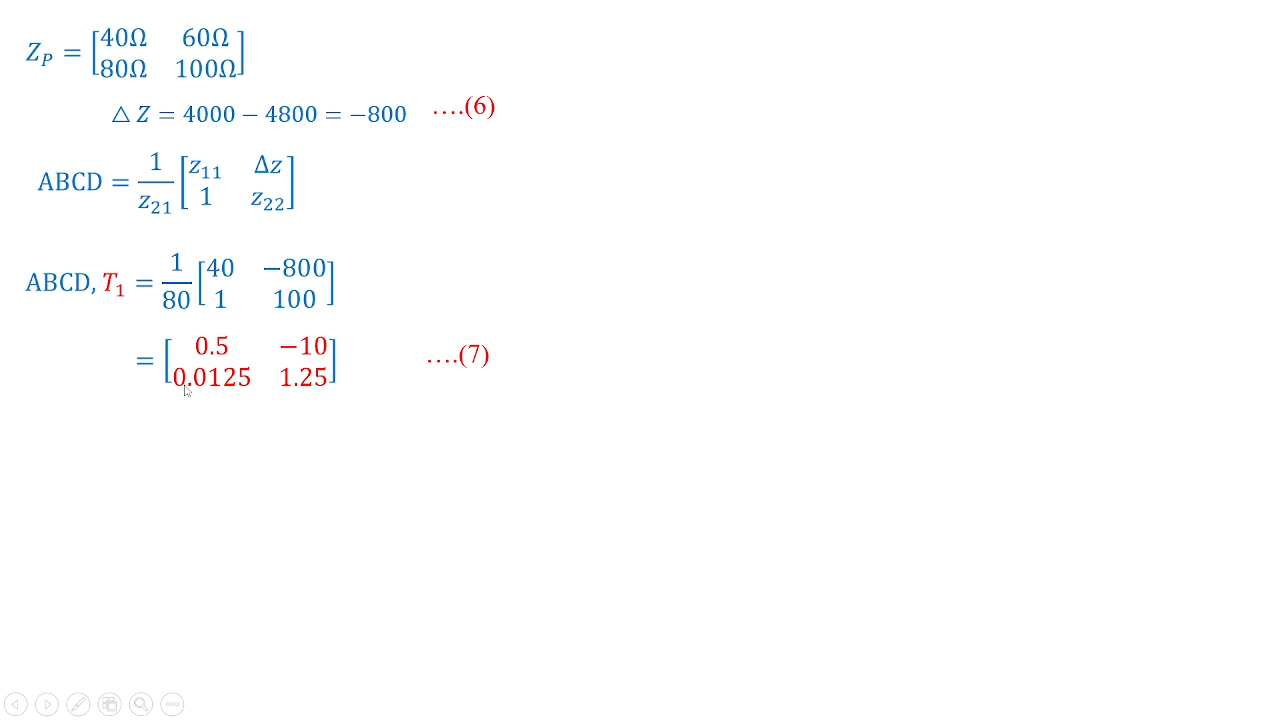 Z_P = [40Ω 60Ω
80Ω 100Ω]
△ Z = 4000 − 4800 = −800 ....(6)
ABCD = 1/z₂₁ [z₁₁ Δz
1 z₂₂]
ABCD, T₁ = 1/80 [40 −800
1 100]
= [0.5 −10
0.0125 1.25] ....(7)